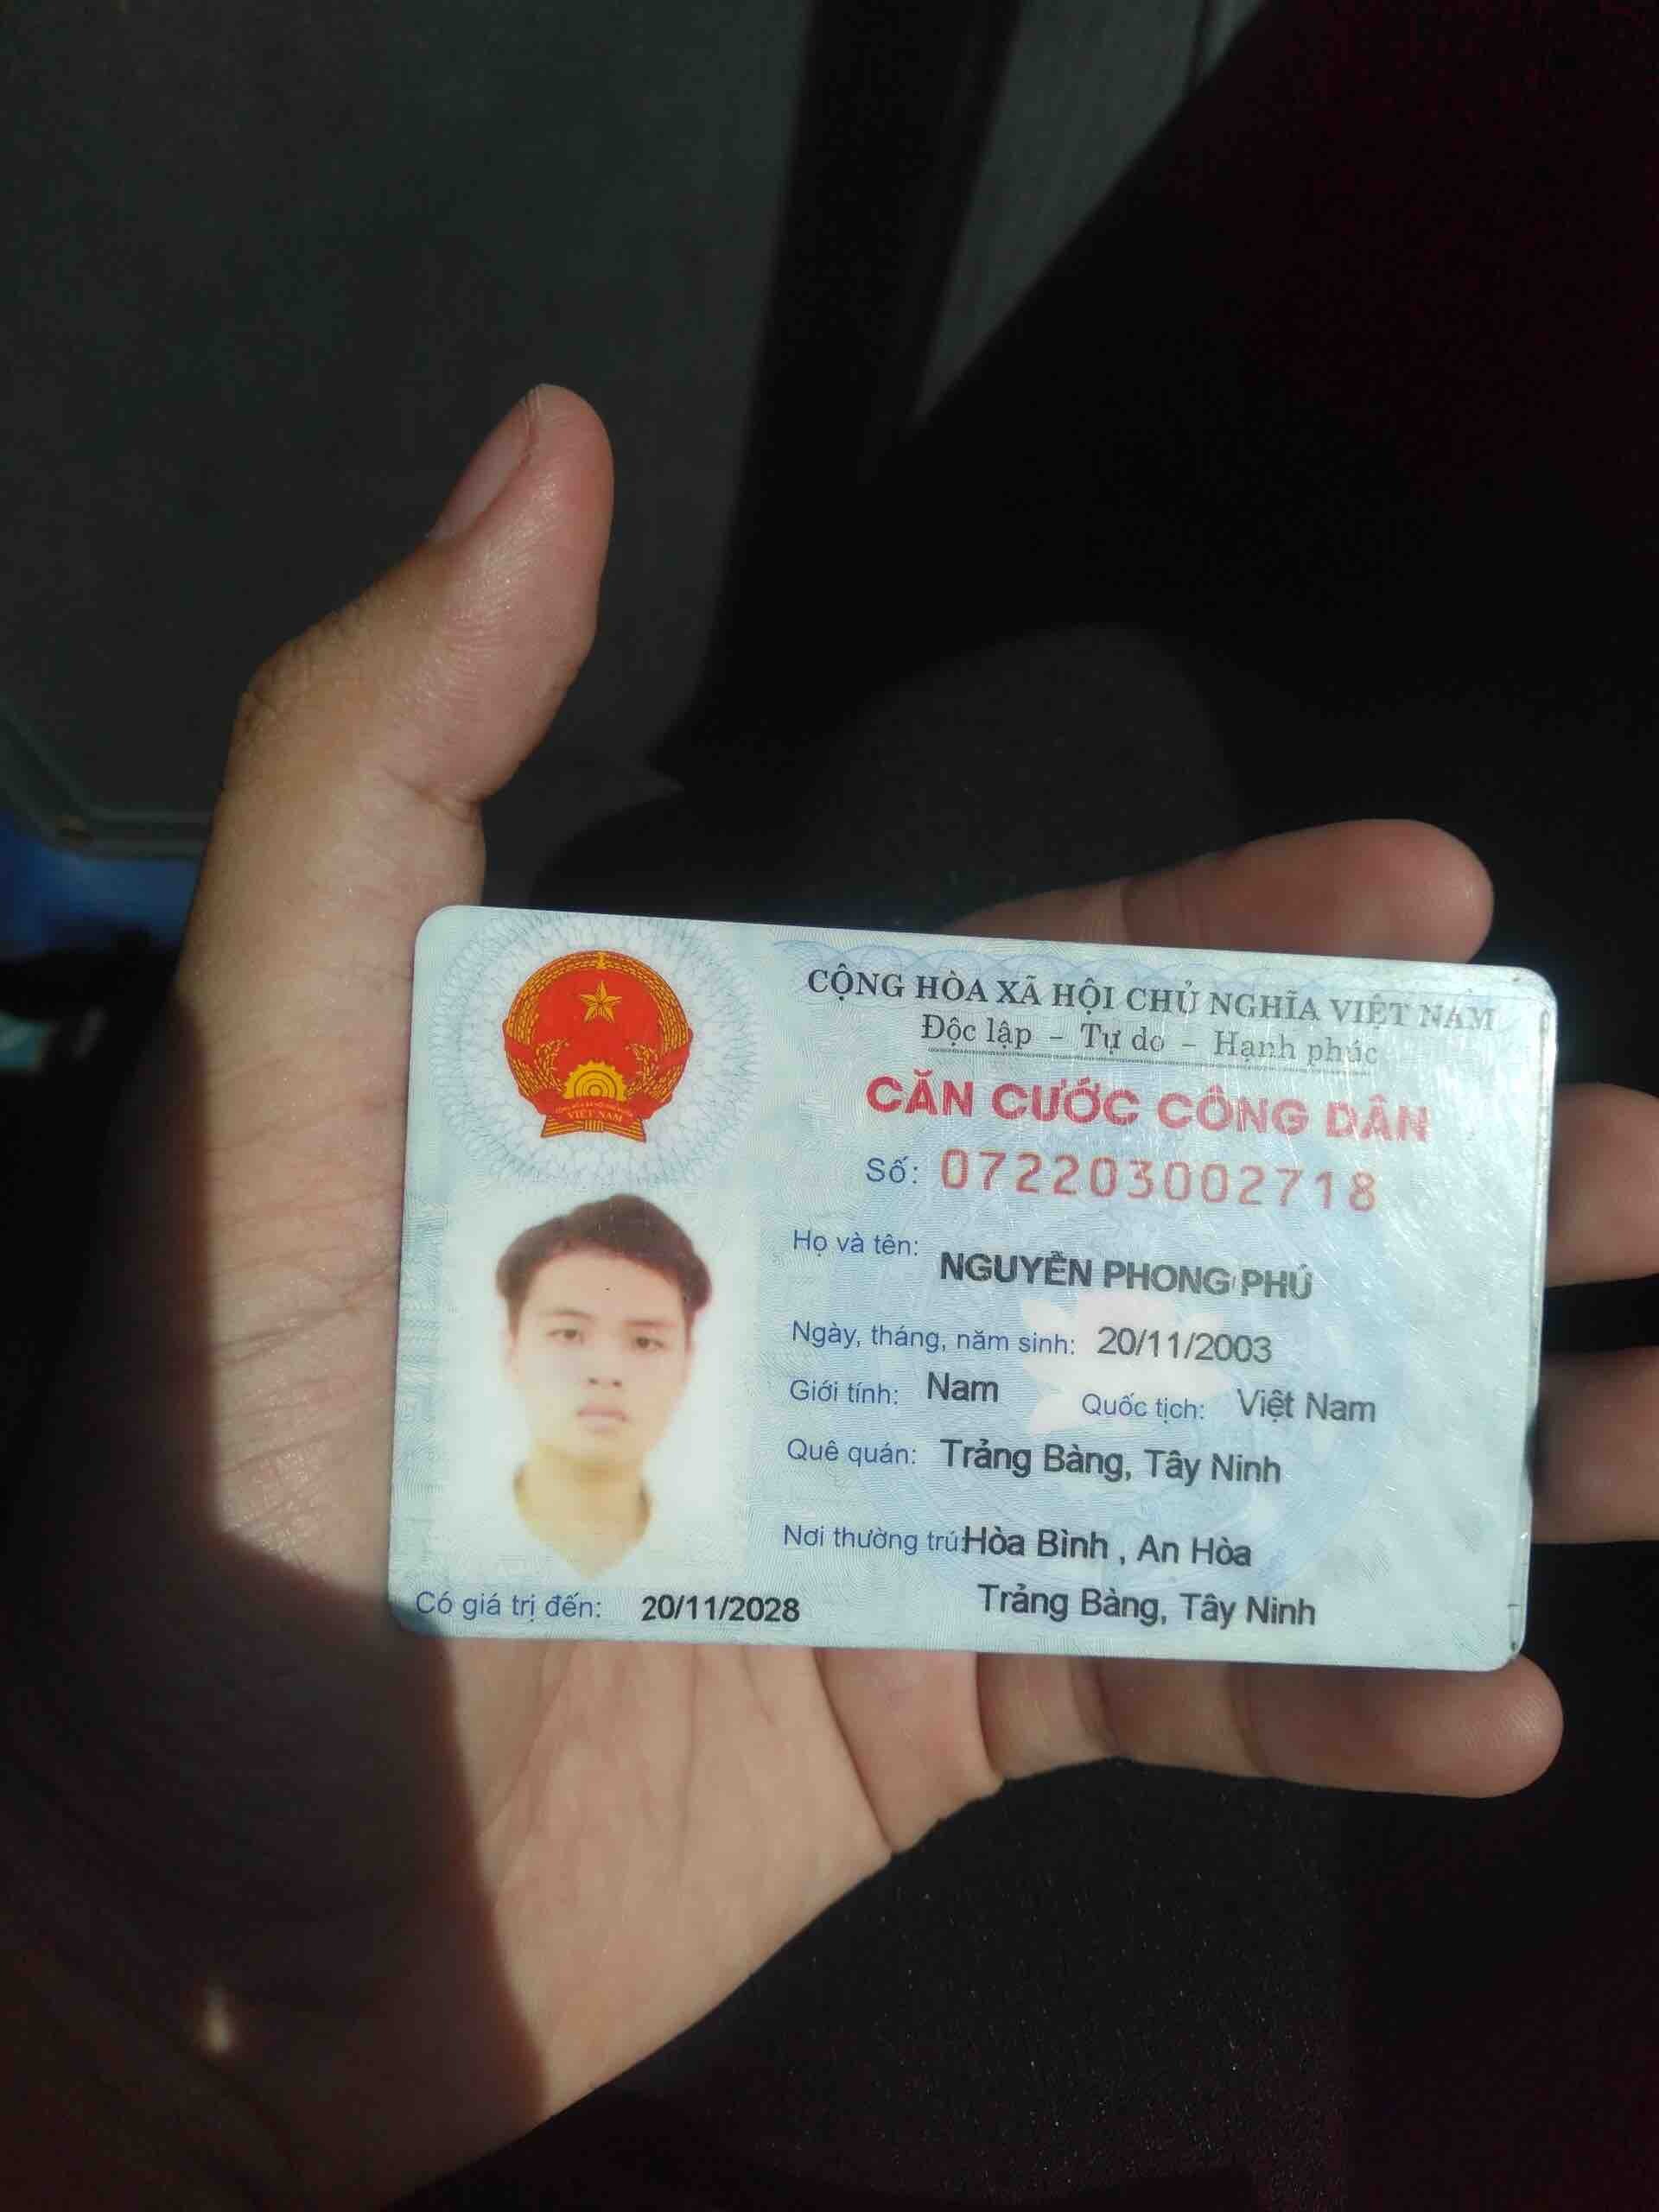 CỘNG HÒA XÃ HỘI CHỦ NGHĨA VIỆT NAM
Độc lập - Tự do - Hạnh phúc
CĂN CƯỚC CÔNG DÂN
Số: 072203002718
Họ và tên: NGUYỄN PHONG PHÚ
Ngày, tháng, năm sinh: 20/11/2003
Giới tính: Nam Quốc tịch: Việt Nam
Quê quán: Trảng Bàng, Tây Ninh
Nơi thường trú: Hòa Bình , An Hòa
Trảng Bàng, Tây Ninh
Có giá trị đến: 20/11/2028
VIỆT NAM